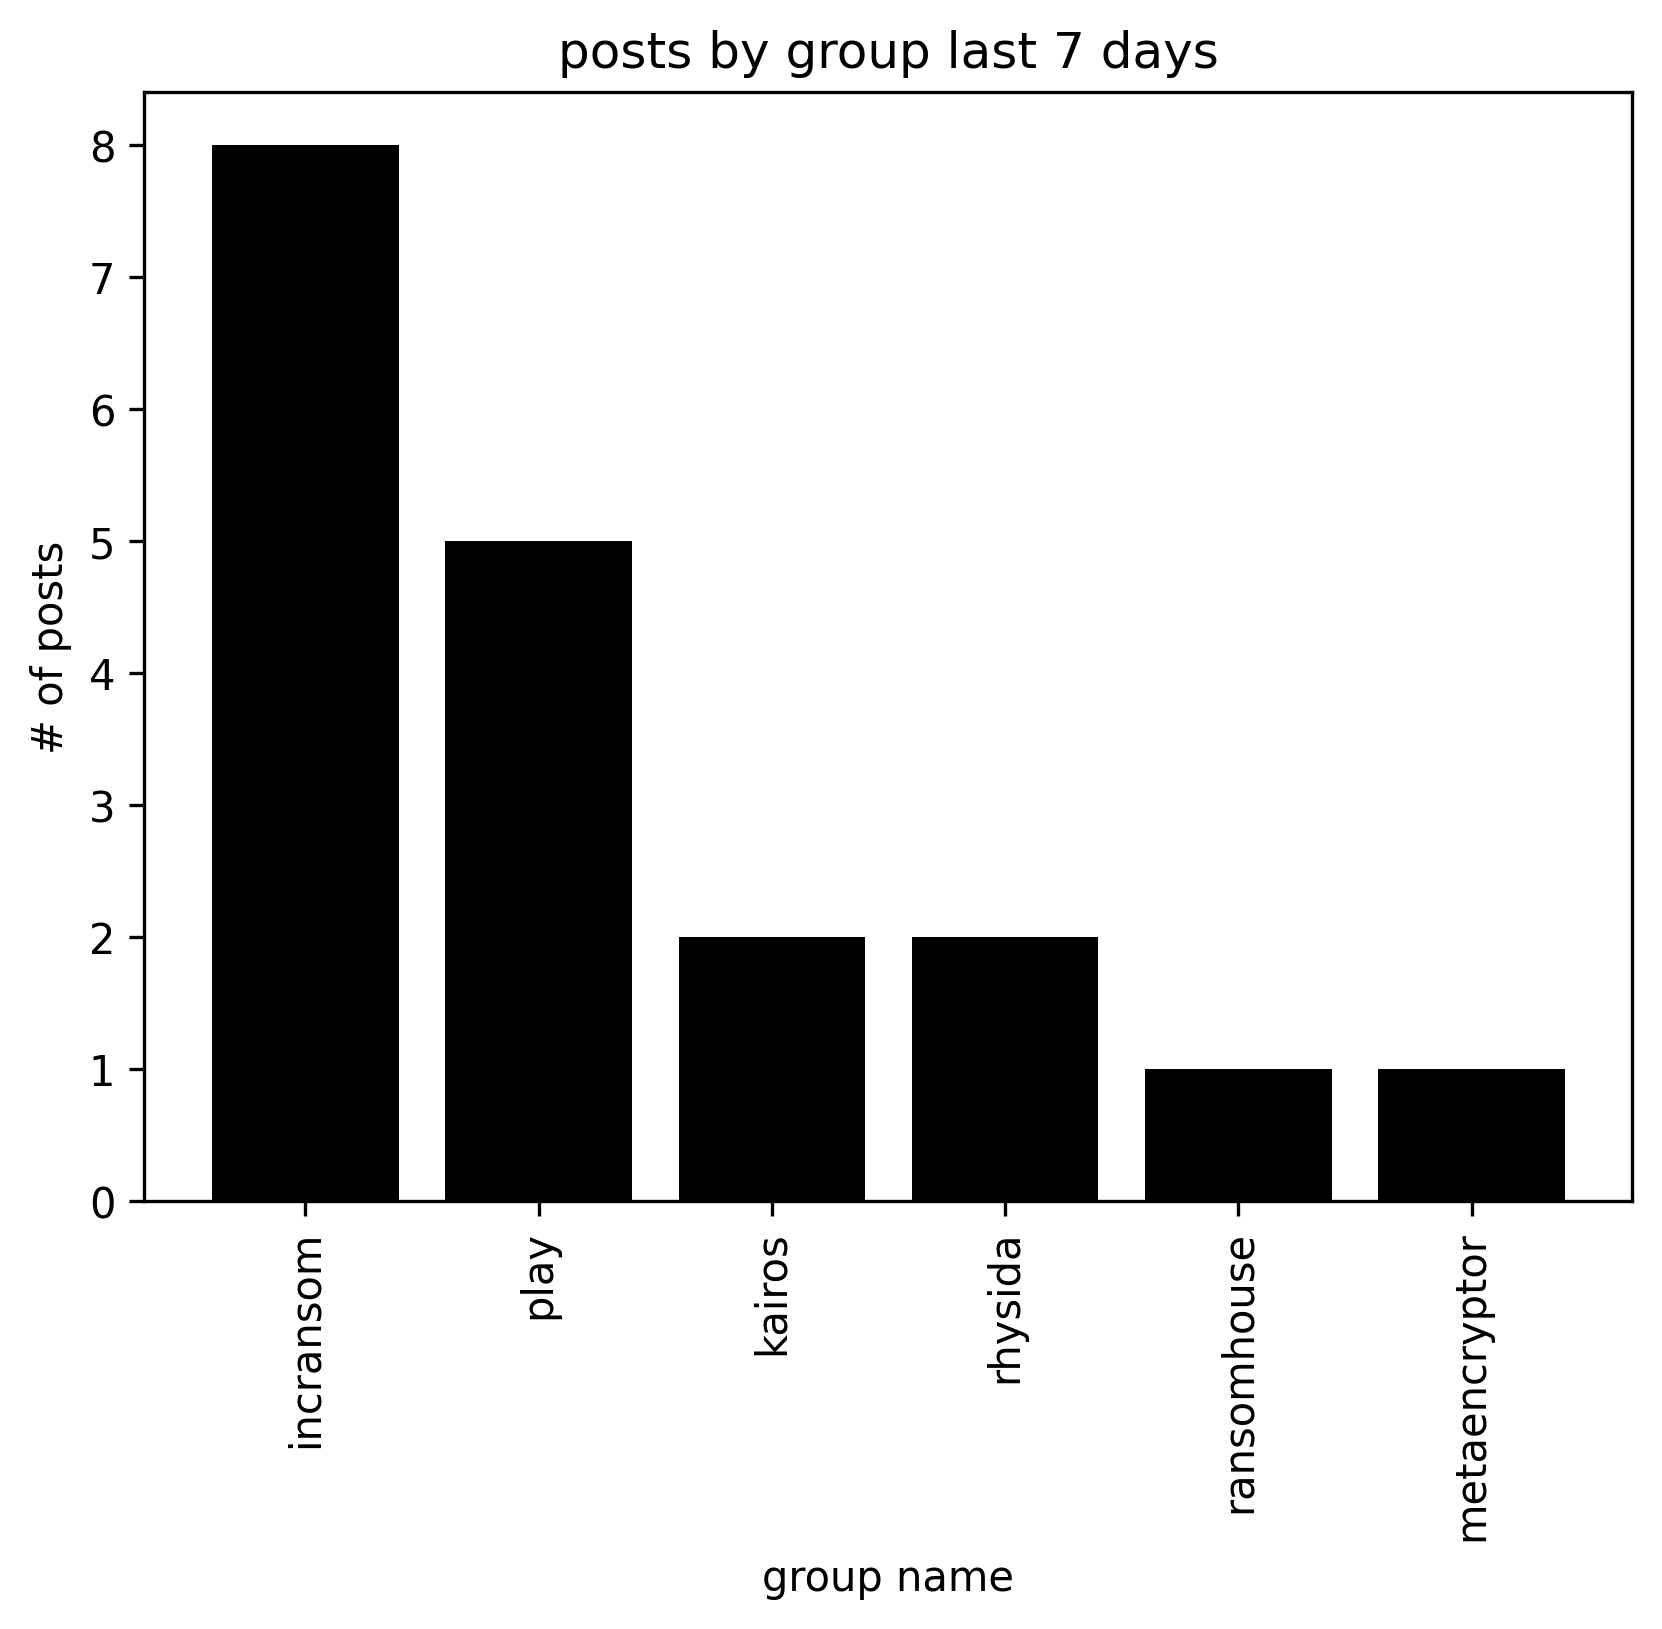 posts by group last 7 days
# of posts
8
7
6
5
4
3
2
1
0
incransom
play
kairos
rhysida
ransomhouse
metaencryptor
group name